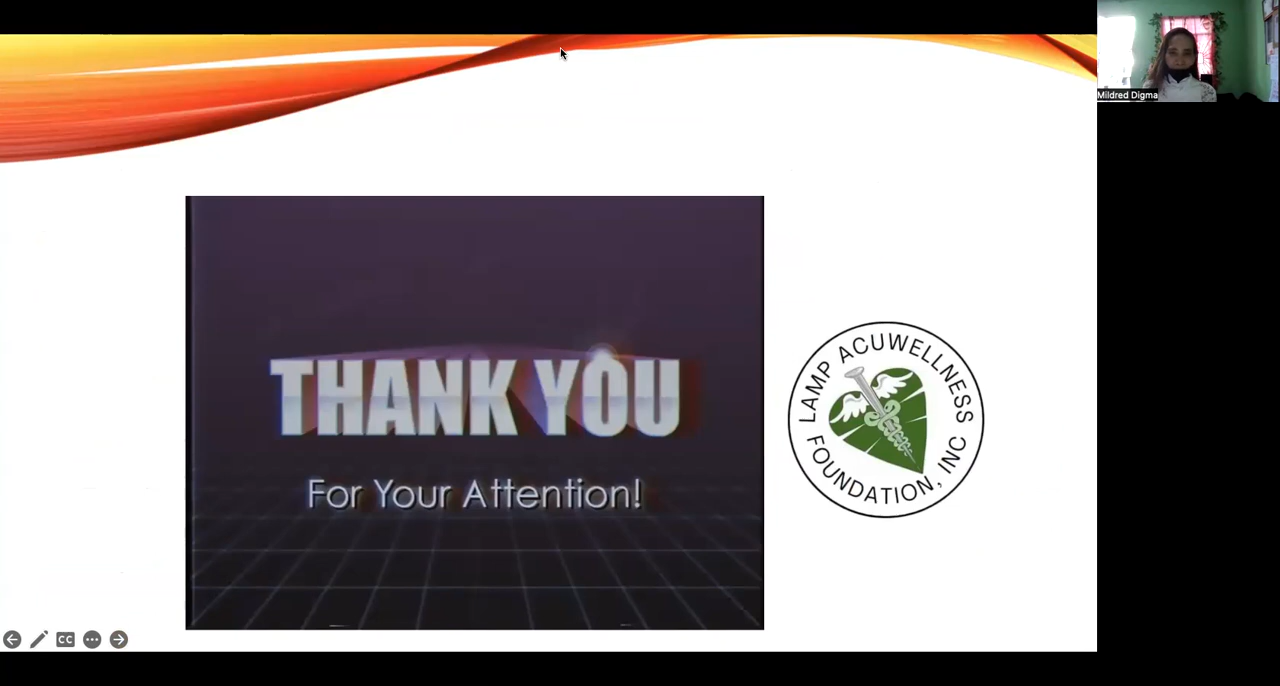 Mildred Digma
THANK YOU
For Your Attention!
LAMP ACUWELLNESS
FOUNDATION, INC
CC